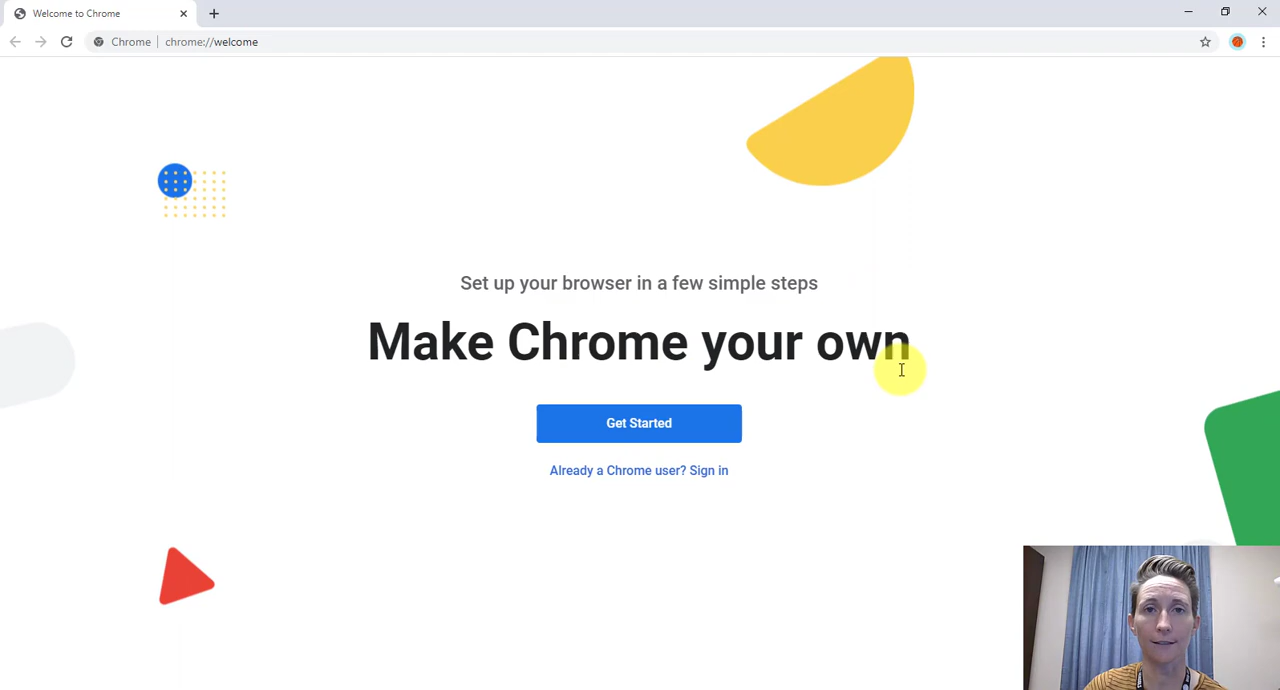 Welcome to Chrome
Chrome | chrome://welcome
Set up your browser in a few simple steps
Make Chrome your own
Get Started
Already a Chrome user? Sign in